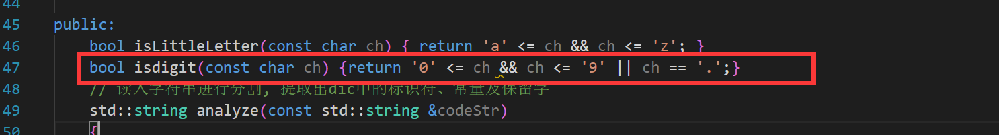 44
45 public:
46 bool isLittleLetter(const char ch) { return 'a' <= ch && ch <= 'z'; }
47 bool isdigit(const char ch) {return '0' <= ch && ch <= '9' || ch == '.';}
48 // 读入字符串进行分割, 提取出dic中的标识符、常量及保留字
49 std::string analyze(const std::string &codeStr)
50 {